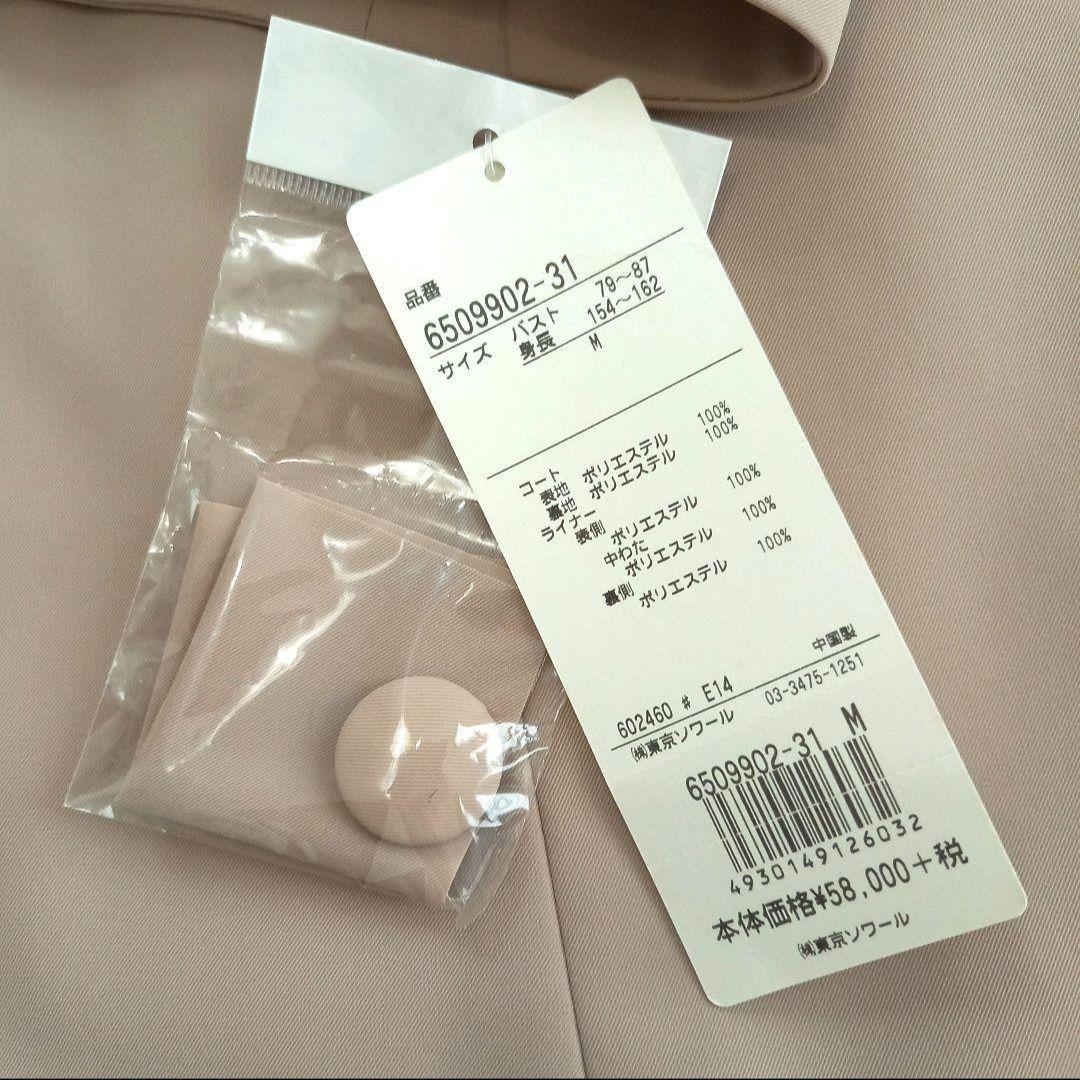 品番
6509902-31
サイズ バスト 79〜87
身長 154〜162
M
コート
表地 ポリエステル 100%
裏地 ポリエステル 100%
ライナー
表側 ポリエステル 100%
中わた
ポリエステル 100%
裏側 ポリエステル 100%
中国製
602460 # E14
㈱東京ソワール 03-3475-1251
6509902-31 M
4930149126032
本体価格¥58,000+税
㈱東京ソワール